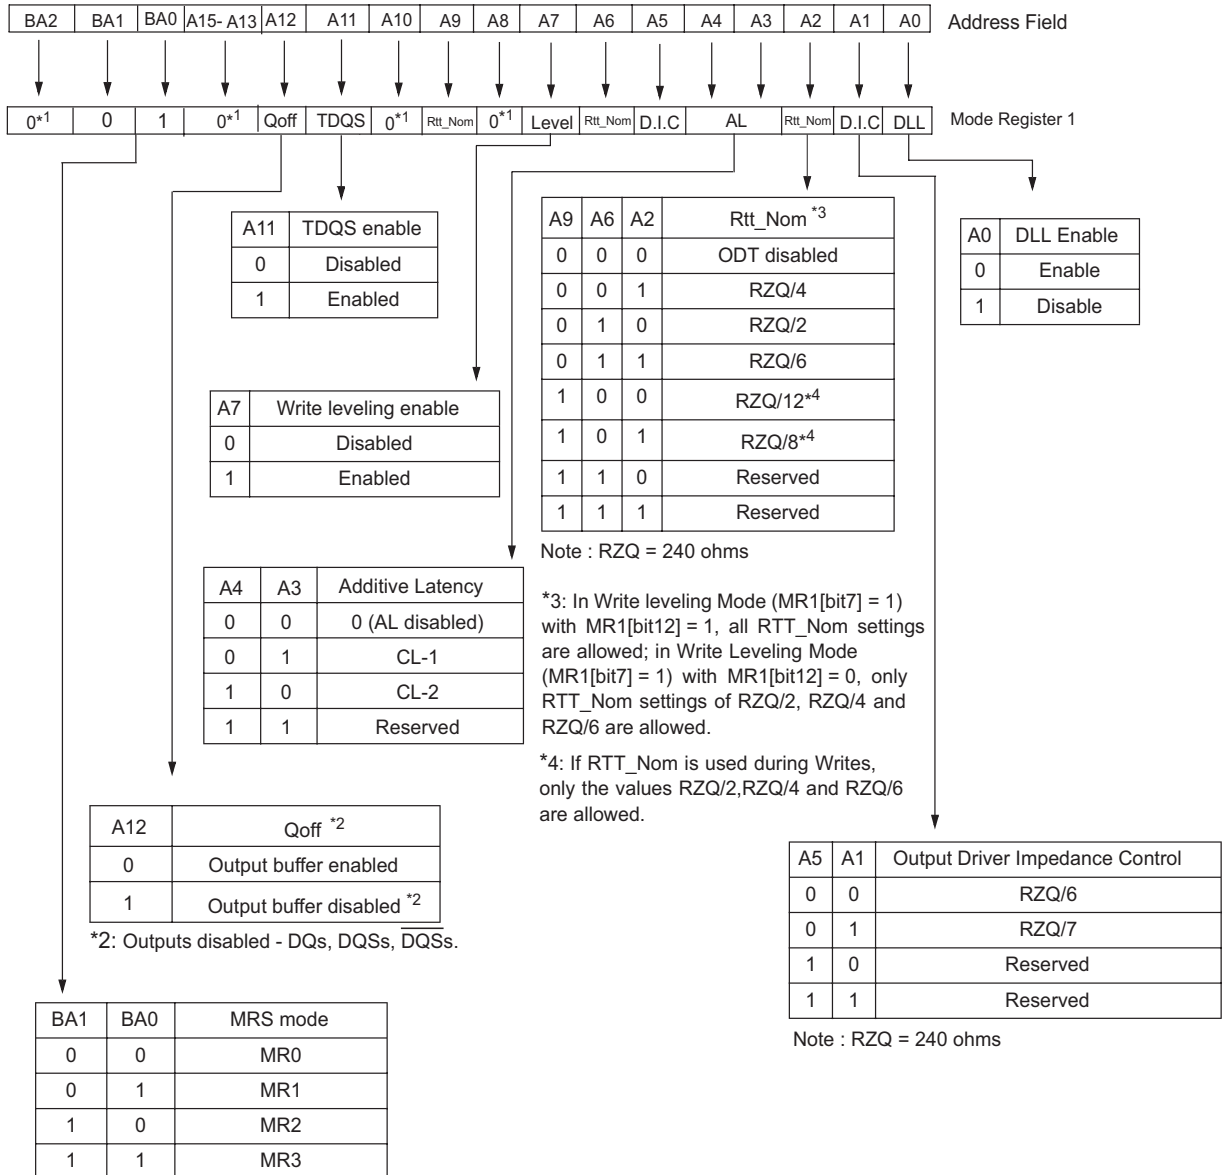 BA2 BA1 BA0 A15- A13 A12 A11 A10 A9 A8 A7 A6 A5 A4 A3 A2 A1 A0 Address Field
0*1 0 1 0*1 Qoff TDQS 0*1 Rtt_Nom 0*1 Level Rtt_Nom D.I.C AL Rtt_Nom D.I.C DLL Mode Register 1
A11 TDQS enable
0 Disabled
1 Enabled
A9 A6 A2 Rtt_Nom *3
0 0 0 ODT disabled
0 0 1 RZQ/4
0 1 0 RZQ/2
0 1 1 RZQ/6
1 0 0 RZQ/12*4
1 0 1 RZQ/8*4
1 1 0 Reserved
1 1 1 Reserved
Note : RZQ = 240 ohms
*3: In Write leveling Mode (MR1[bit7] = 1)
with MR1[bit12] = 1, all RTT_Nom settings
are allowed; in Write Leveling Mode
(MR1[bit7] = 1) with MR1[bit12] = 0, only
RTT_Nom settings of RZQ/2, RZQ/4 and
RZQ/6 are allowed.
*4: If RTT_Nom is used during Writes,
only the values RZQ/2,RZQ/4 and RZQ/6
are allowed.
A0 DLL Enable
0 Enable
1 Disable
A7 Write leveling enable
0 Disabled
1 Enabled
A4 A3 Additive Latency
0 0 0 (AL disabled)
0 1 CL-1
1 0 CL-2
1 1 Reserved
A12 Qoff *2
0 Output buffer enabled
1 Output buffer disabled *2
*2: Outputs disabled - DQs, DQSs, D̅Q̅S̅s.
A5 A1 Output Driver Impedance Control
0 0 RZQ/6
0 1 RZQ/7
1 0 Reserved
1 1 Reserved
Note : RZQ = 240 ohms
BA1 BA0 MRS mode
0 0 MR0
0 1 MR1
1 0 MR2
1 1 MR3